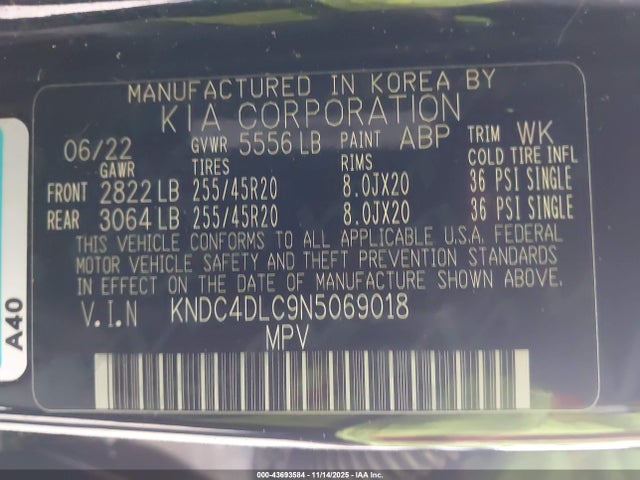 MANUFACTURED IN KOREA BY
KIA CORPORATION
06/22 GVWR 5556 LB PAINT ABP TRIM WK
GAWR TIRES RIMS COLD TIRE INFL
FRONT 2822 LB 255/45R20 8.0JX20 36 PSI SINGLE
REAR 3064 LB 255/45R20 8.0JX20 36 PSI SINGLE
THIS VEHICLE CONFORMS TO ALL APPLICABLE U.S.A. FEDERAL
MOTOR VEHICLE SAFETY AND THEFT PREVENTION STANDARDS
IN EFFECT ON THE DATE OF MANUFACTURE SHOWN ABOVE.
V.I.N KNDC4DLC9N5069018
MPV
A40
000-43693584 - 11/14/2025 - IAA Inc.